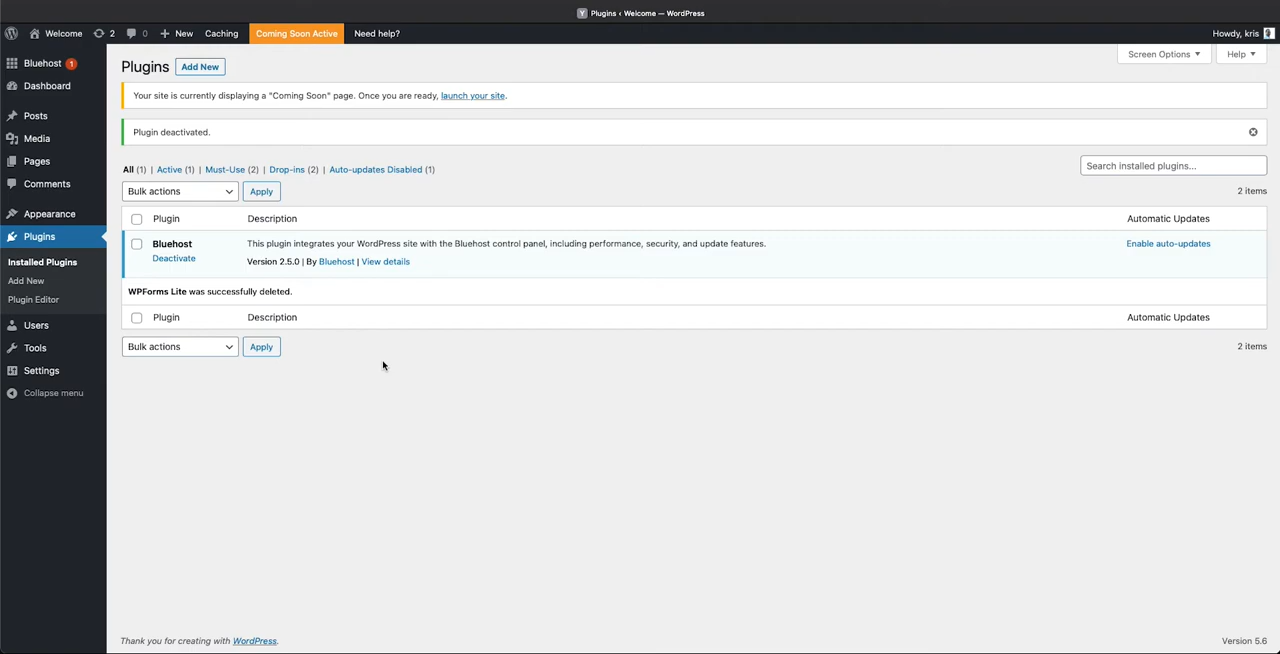 Y Plugins ‹ Welcome — WordPress
Welcome 2 0 + New Caching Coming Soon Active Need help? Howdy, kris
Bluehost 1
Dashboard
Posts
Media
Pages
Comments
Appearance
Plugins
Installed Plugins
Add New
Plugin Editor
Users
Tools
Settings
Collapse menu
Screen Options ▼ Help ▼
Plugins Add New
Your site is currently displaying a "Coming Soon" page. Once you are ready, launch your site.
Plugin deactivated.
All (1) | Active (1) | Must-Use (2) | Drop-ins (2) | Auto-updates Disabled (1)
Search installed plugins...
Bulk actions Apply 2 items
Plugin Description Automatic Updates
Bluehost This plugin integrates your WordPress site with the Bluehost control panel, including performance, security, and update features. Enable auto-updates
Deactivate Version 2.5.0 | By Bluehost | View details
WPForms Lite was successfully deleted.
Plugin Description Automatic Updates
Bulk actions Apply 2 items
Thank you for creating with WordPress. Version 5.6